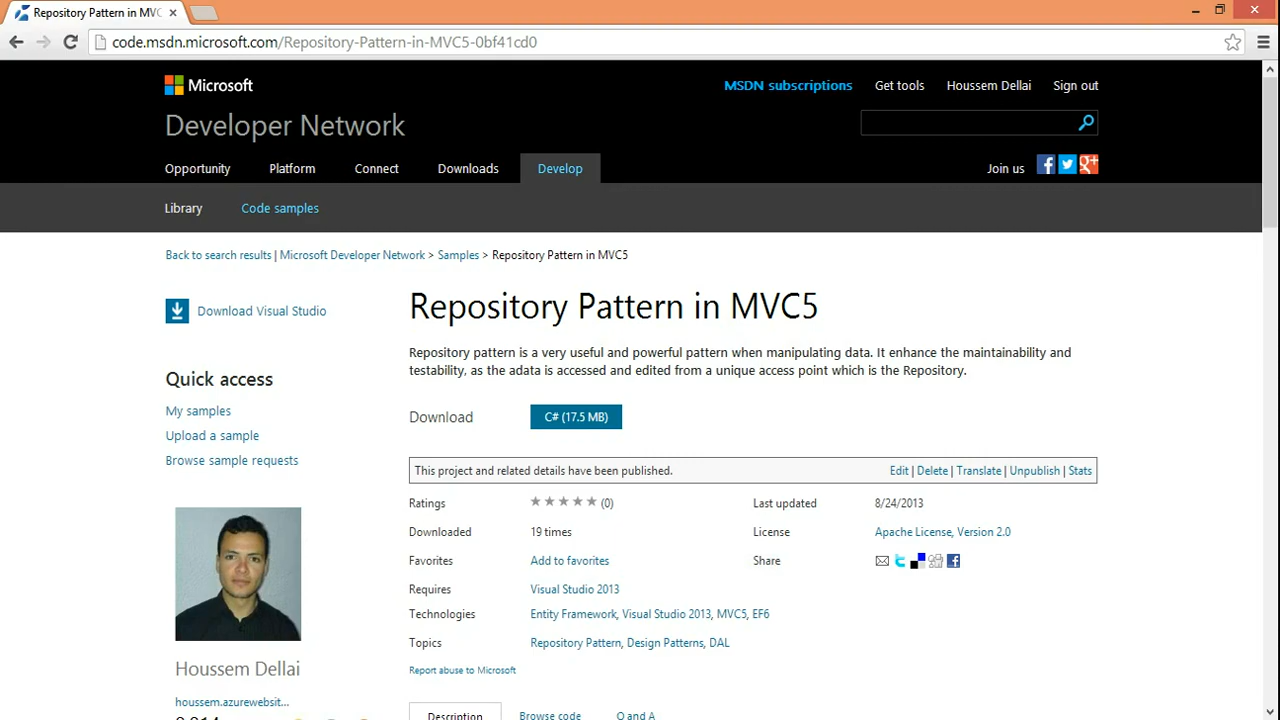 Repository Pattern in MVC
code.msdn.microsoft.com/Repository-Pattern-in-MVC5-0bf41cd0
Microsoft
MSDN subscriptions Get tools Houssem Dellai Sign out
Developer Network
Opportunity Platform Connect Downloads Develop Join us
Library Code samples
Back to search results | Microsoft Developer Network > Samples > Repository Pattern in MVC5
Download Visual Studio
Repository Pattern in MVC5
Repository pattern is a very useful and powerful pattern when manipulating data. It enhance the maintainability and
testability, as the adata is accessed and edited from a unique access point which is the Repository.
Quick access
My samples
Upload a sample
Browse sample requests
Download C# (17.5 MB)
This project and related details have been published. Edit | Delete | Translate | Unpublish | Stats
Ratings (0) Last updated 8/24/2013
Downloaded 19 times License Apache License, Version 2.0
Favorites Add to favorites Share
Requires Visual Studio 2013
Technologies Entity Framework, Visual Studio 2013, MVC5, EF6
Topics Repository Pattern, Design Patterns, DAL
Report abuse to Microsoft
Houssem Dellai
houssem.azurewebsit...
Description Browse code Q and A